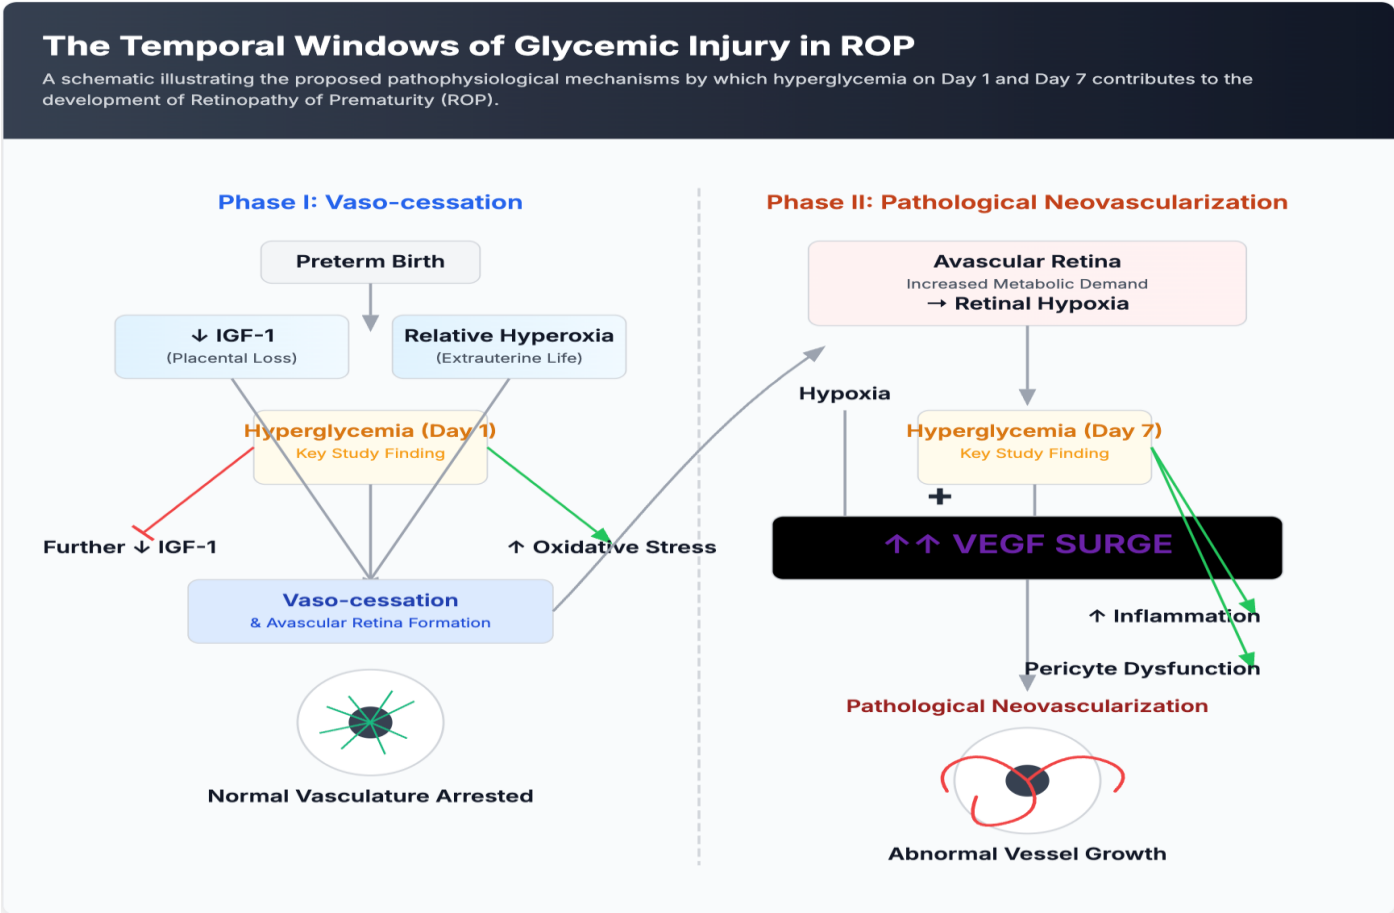 The Temporal Windows of Glycemic Injury in ROP
A schematic illustrating the proposed pathophysiological mechanisms by which hyperglycemia on Day 1 and Day 7 contributes to the
development of Retinopathy of Prematurity (ROP).
Phase I: Vaso-cessation
Preterm Birth
↓ IGF-1
(Placental Loss)
Relative Hyperoxia
(Extrauterine Life)
Hyperglycemia (Day 1)
Key Study Finding
Further ↓ IGF-1
↑ Oxidative Stress
Vaso-cessation
& Avascular Retina Formation
Normal Vasculature Arrested
Phase II: Pathological Neovascularization
Avascular Retina
Increased Metabolic Demand
→ Retinal Hypoxia
Hypoxia
Hyperglycemia (Day 7)
Key Study Finding
+
↑↑ VEGF SURGE
↑ Inflammation
Pericyte Dysfunction
Pathological Neovascularization
Abnormal Vessel Growth